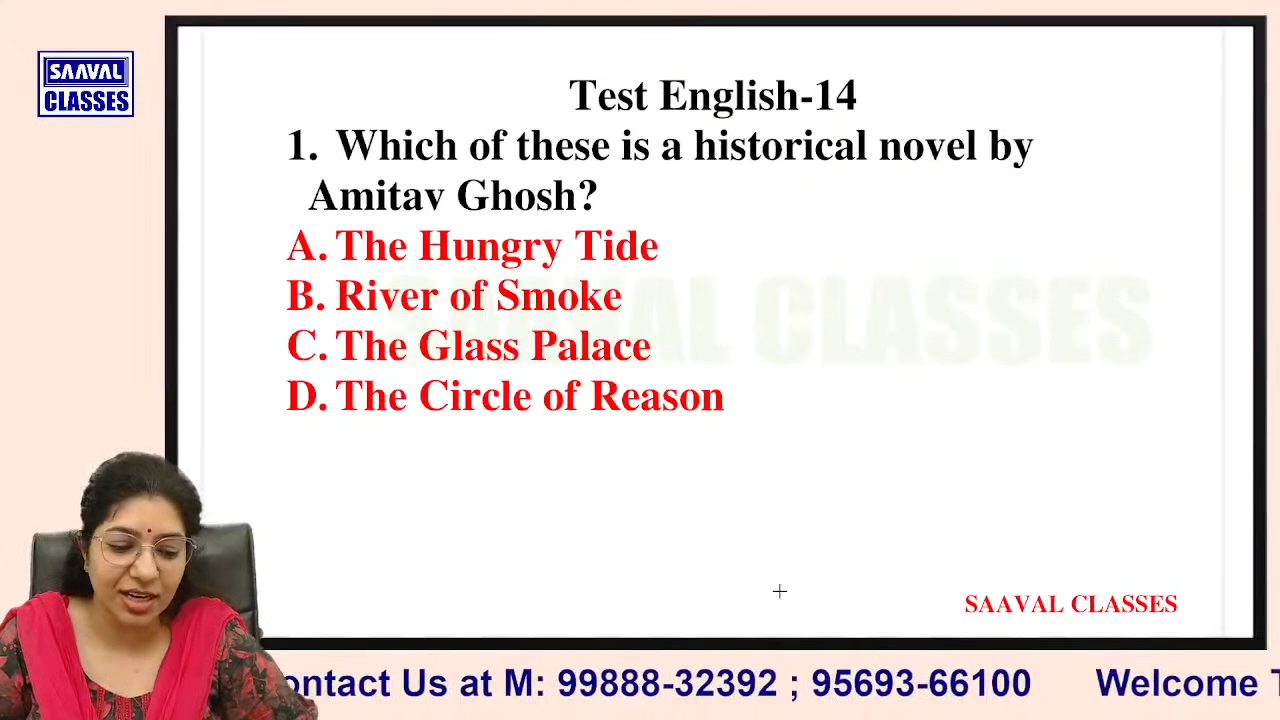 SAAVAL
CLASSES
Test English-14
1. Which of these is a historical novel by
Amitav Ghosh?
A. The Hungry Tide
B. River of Smoke
C. The Glass Palace
D. The Circle of Reason
SAAVAL CLASSES
SAAVAL CLASSES
ontact Us at M: 99888-32392 ; 95693-66100 Welcome T